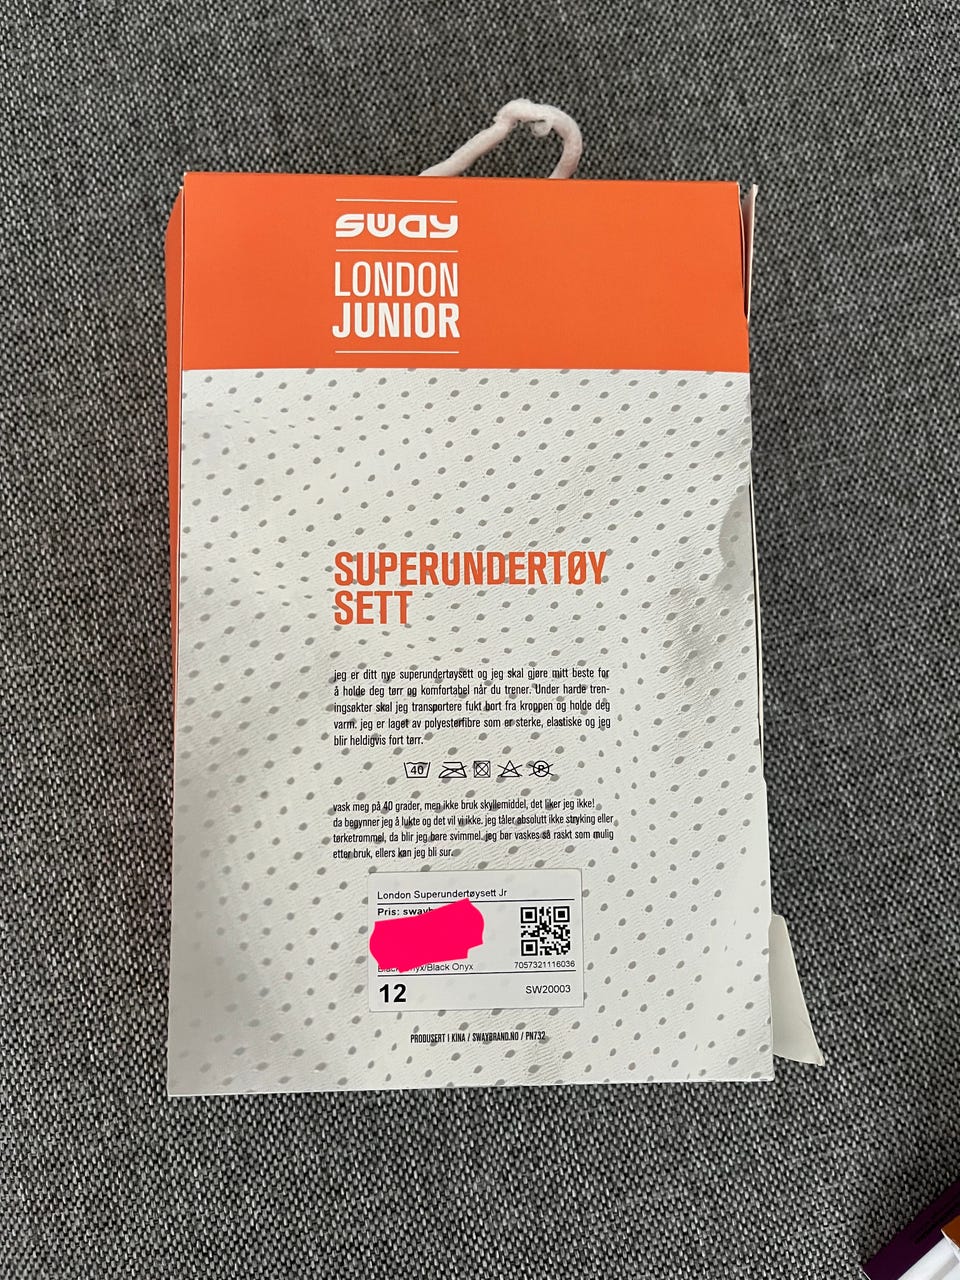 SWAY
LONDON
JUNIOR
SUPERUNDERTØY
SETT
jeg er ditt nye superundertøysett og jeg skal gjøre mitt beste for
å holde deg tørr og komfortabel når du trener. Under harde tren-
ingsøkter skal jeg transportere fukt bort fra kroppen og holde deg
varm. jeg er laget av polyesterfibre som er sterke, elastiske og jeg
blir heldigvis fort tørr.
40 P
vask meg på 40 grader, men ikke bruk skyllemiddel, det liker jeg ikke!
da begynner jeg å lukte og det vil vi ikke. jeg tåler absolutt ikke stryking eller
tørketrommel, da blir jeg bare svimmel. jeg bør vaskes så raskt som mulig
etter bruk, ellers kan jeg bli sur.
London Superundertøysett Jr
Pris:
/Black Onyx
7057321116036
12
SW20003
PRODUSERT I KINA / SWAYBRAND.NO / PN732